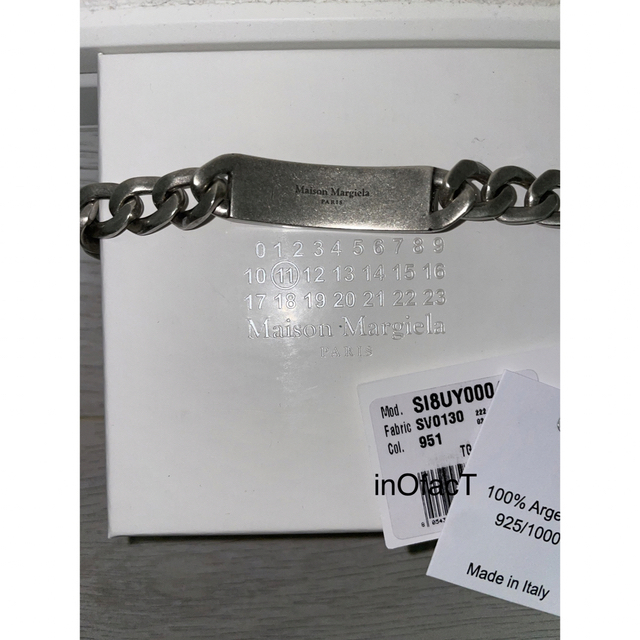 Maison Margiela
PARIS
0 1 2 3 4 5 6 7 8 9
10 11 12 13 14 15 16
17 18 19 20 21 22 23
Maison Margiela
PARIS
Mod. SI8UY000
Fabric SV0130 222
Col. 951
TG
inOfacT
100% Arge
925/1000
Made in Italy